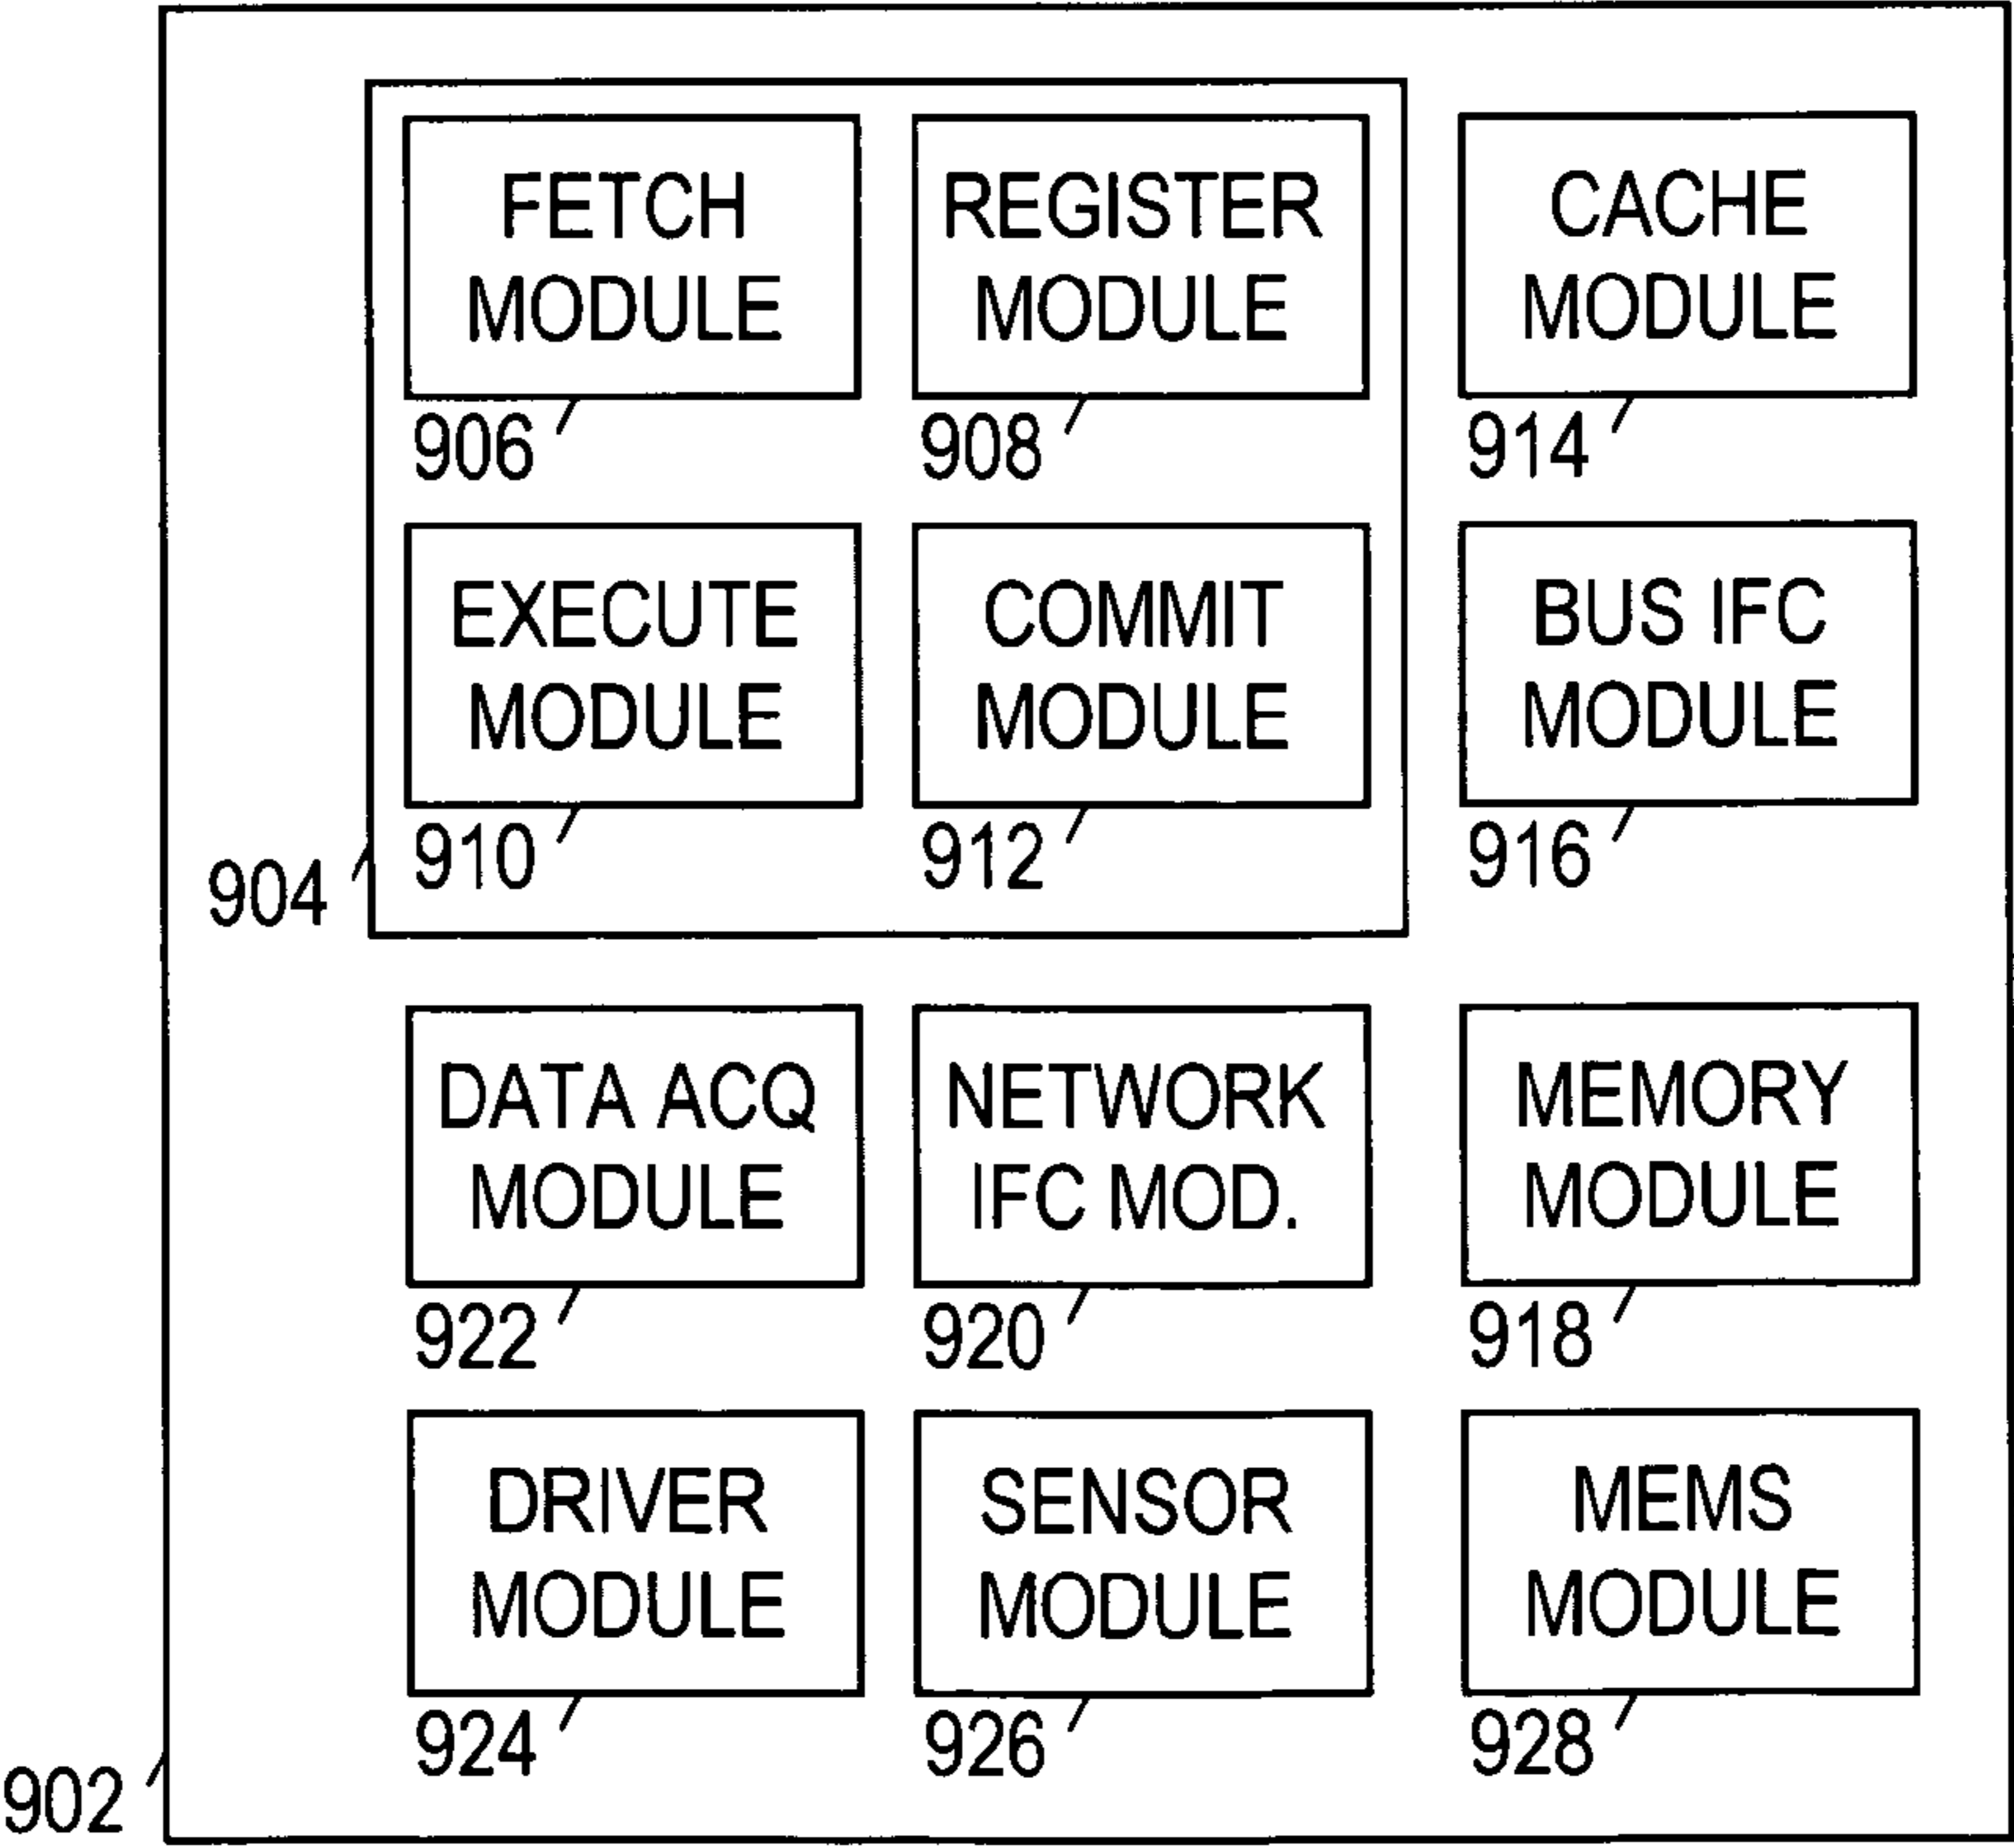 FETCH
MODULE
906
REGISTER
MODULE
908
CACHE
MODULE
914
EXECUTE
MODULE
910
COMMIT
MODULE
912
BUS IFC
MODULE
916
904
DATA ACQ
MODULE
922
NETWORK
IFC MOD.
920
MEMORY
MODULE
918
DRIVER
MODULE
924
SENSOR
MODULE
926
MEMS
MODULE
928
902